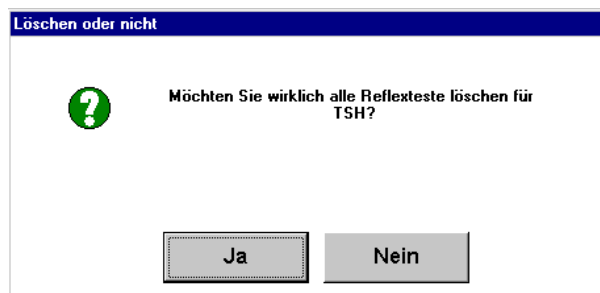 Löschen oder nicht
Möchten Sie wirklich alle Reflexteste löschen für
TSH?
Ja
Nein